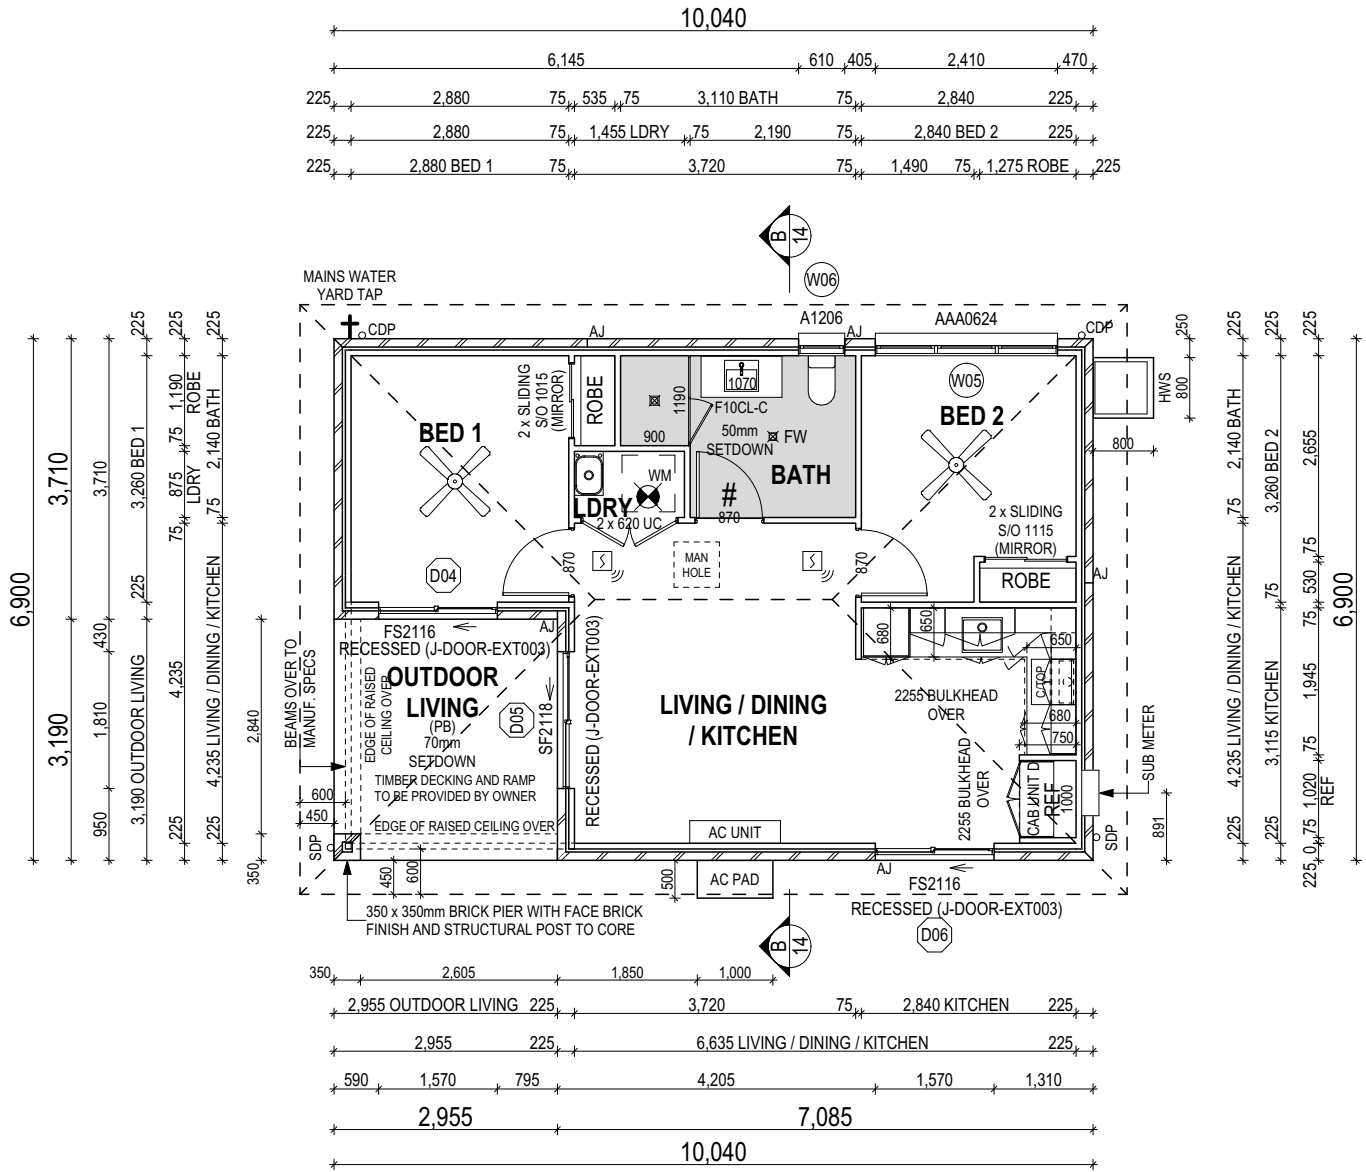 10,040
6,145 610 405 2,410 470
225 2,880 75 535 75 3,110 BATH 75 2,840 225
225 2,880 75 1,455 LDRY 75 2,190 75 2,840 BED 2 225
225 2,880 BED 1 75 3,720 75 1,490 75 1,275 ROBE 225
B
14
W06
MAINS WATER
YARD TAP
CDP
AJ
A1206
AJ
AAA0624
CDP
6,900
3,710
3,190
3,710
430
1,810
950
225
3,260 BED 1
225
3,190 OUTDOOR LIVING
225
1,190
ROBE
75
875
LDRY
75
4,235
225
225
2,140 BATH
75
4,235 LIVING / DINING / KITCHEN
225
2,840
350
BED 1
2 x SLIDING
S/O 1015
(MIRROR)
ROBE
1190
900
1070
F10CL-C
50mm
SETDOWN
FW
BATH
W05
BED 2
HWS
800
800
LDRY
WM
2 x 620 UC
#
870
2 x SLIDING
S/O 1115
(MIRROR)
ROBE
AJ
D04
870
MAN
HOLE
870
FS2116
RECESSED (J-DOOR-EXT003)
AJ
BEAMS OVER TO
MANUF. SPECS
EDGE OF RAISED
CEILING OVER
OUTDOOR
LIVING
(PB)
70mm
SETDOWN
TIMBER DECKING AND RAMP
TO BE PROVIDED BY OWNER
EDGE OF RAISED CEILING OVER
D05
SF2118
RECESSED (J-DOOR-EXT003)
LIVING / DINING
/ KITCHEN
680
650
650
C/TOP
680
750
2255 BULKHEAD
OVER
2255 BULKHEAD
OVER
CAB UNIT D
REF
1000
SUB METER
891
600
450
SDP
450
600
AC UNIT
500
AC PAD
AJ
FS2116
RECESSED (J-DOOR-EXT003)
D06
SDP
350 x 350mm BRICK PIER WITH FACE BRICK
FINISH AND STRUCTURAL POST TO CORE
B
14
250
225
2,140 BATH
75
4,235 LIVING / DINING / KITCHEN
225
225
3,260 BED 2
75
3,115 KITCHEN
225
225
2,655
75
530
75
1,945
75
1,020
REF
75
0
225
6,900
350 2,605 1,850 1,000
2,955 OUTDOOR LIVING 225 3,720 75 2,840 KITCHEN 225
2,955 225 6,635 LIVING / DINING / KITCHEN 225
590 1,570 795 4,205 1,570 1,310
2,955 7,085
10,040